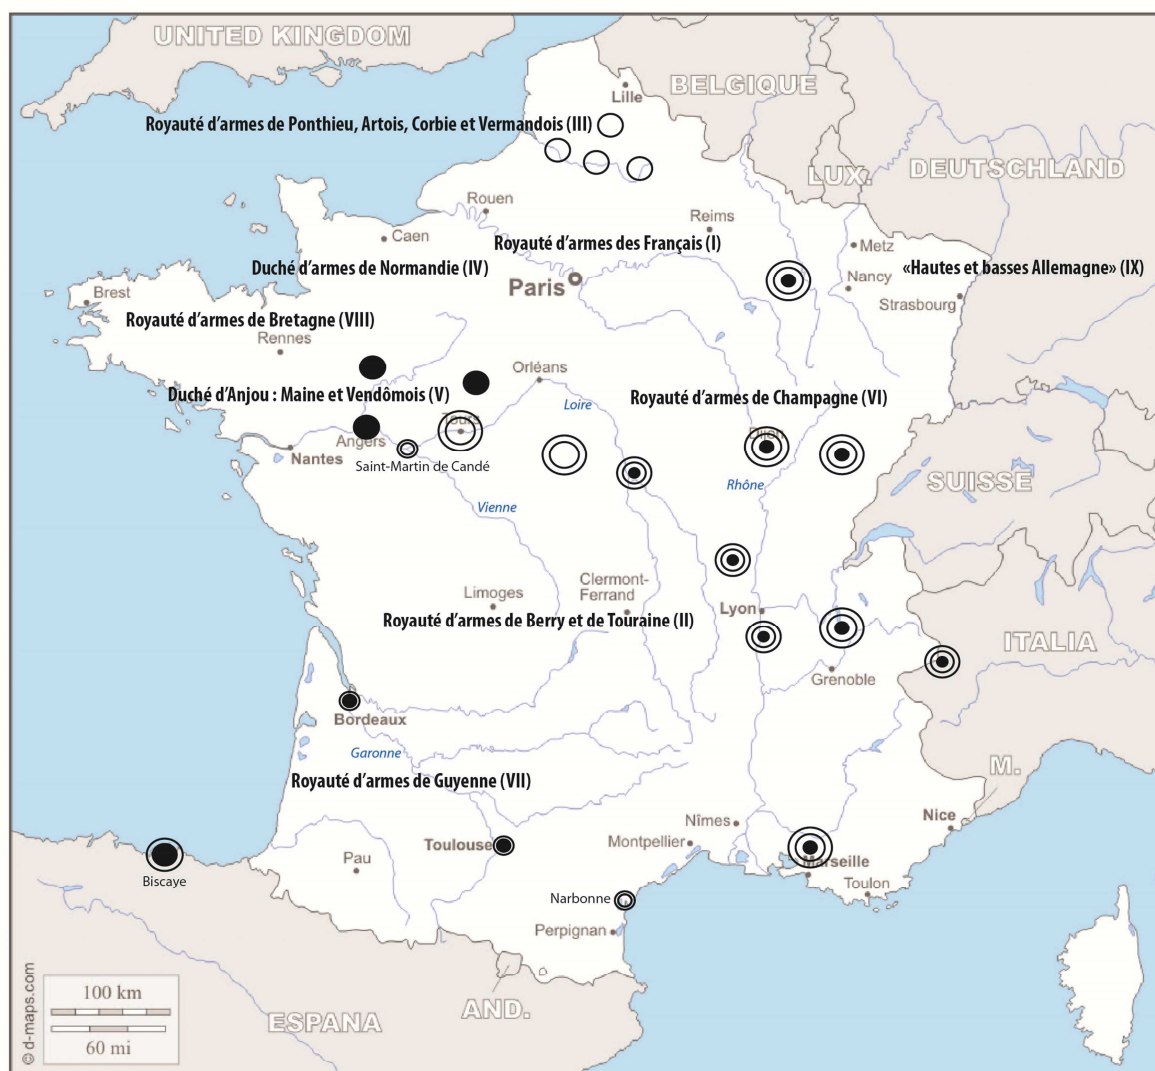 UNITED KINGDOM
BELGIQUE
Lille
Royauté d’armes de Ponthieu, Artois, Corbie et Vermandois (III)
LUX.
DEUTSCHLAND
Rouen
Reims
Caen
Royauté d’armes des Français (I)
Metz
Duché d’armes de Normandie (IV)
«Hautes et basses Allemagne» (IX)
Paris
Nancy
Brest
Strasbourg
Royauté d’armes de Bretagne (VIII)
Rennes
Orléans
Duché d’Anjou : Maine et Vendômois (V)
Loire
Royauté d’armes de Champagne (VI)
Tours
Angers
Dijon
Nantes
Saint-Martin de Candé
Rhône
SUISSE
Vienne
Clermont-
Ferrand
Limoges
Lyon
Royauté d’armes de Berry et de Touraine (II)
ITALIA
Grenoble
Bordeaux
Garonne
M.
Royauté d’armes de Guyenne (VII)
Nîmes
Nice
Toulouse
Montpellier
Pau
Marseille
Biscaye
Toulon
Narbonne
Perpignan
100 km
60 mi
AND.
ESPANA
© d-maps.com